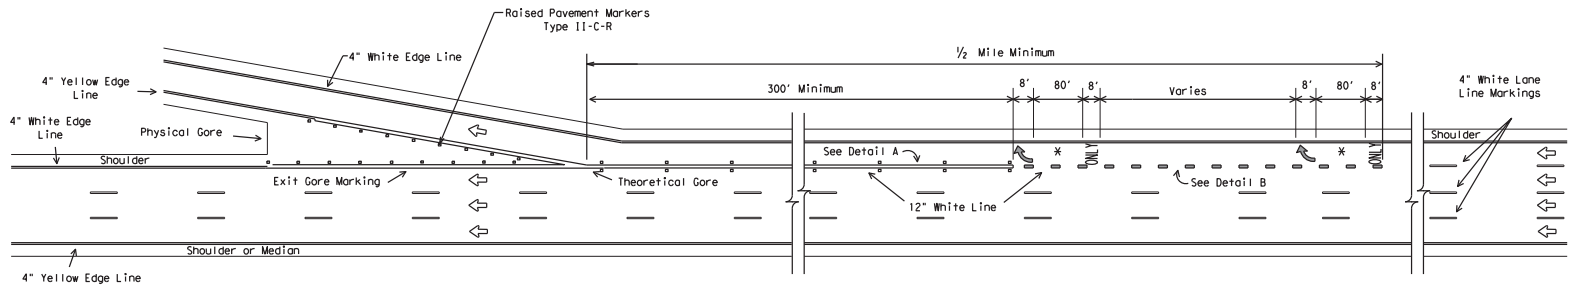 Raised Pavement Markers
Type II-C-R
4" White Edge Line
½ Mile Minimum
4" Yellow Edge
Line
300' Minimum
8'
80'
8'
Varies
8'
80'
8'
4" White Lane
Line Markings
4" White Edge
Line
Physical Gore
Shoulder
Shoulder
See Detail A
*
ONLY
*
ONLY
Exit Gore Marking
Theoretical Gore
See Detail B
12" White Line
Shoulder or Median
4" Yellow Edge Line